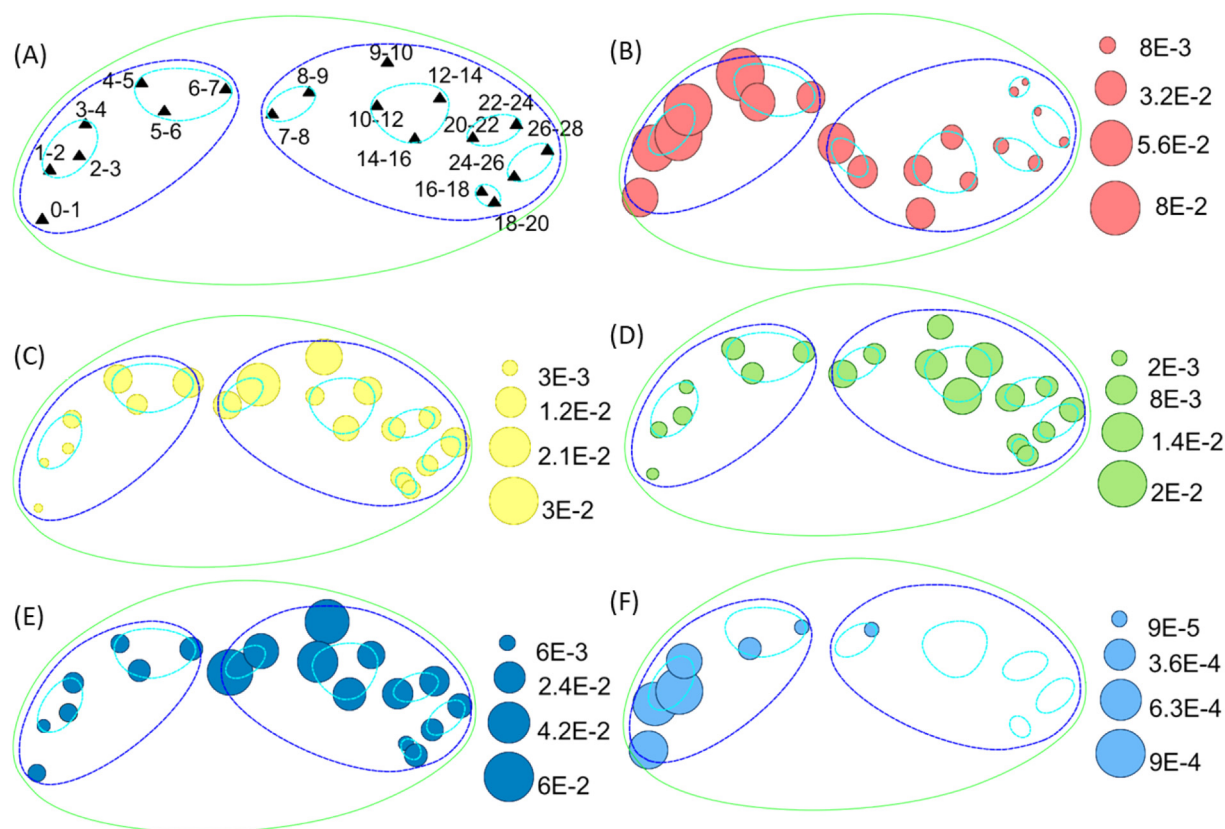 (A)
9-10
4-5
6-7
8-9
12-14
3-4
5-6
7-8
10-12
20-22
22-24
26-28
1-2
2-3
14-16
24-26
16-18
0-1
18-20
(B)
8E-3
3.2E-2
5.6E-2
8E-2
(C)
3E-3
1.2E-2
2.1E-2
3E-2
(D)
2E-3
8E-3
1.4E-2
2E-2
(E)
6E-3
2.4E-2
4.2E-2
6E-2
(F)
9E-5
3.6E-4
6.3E-4
9E-4